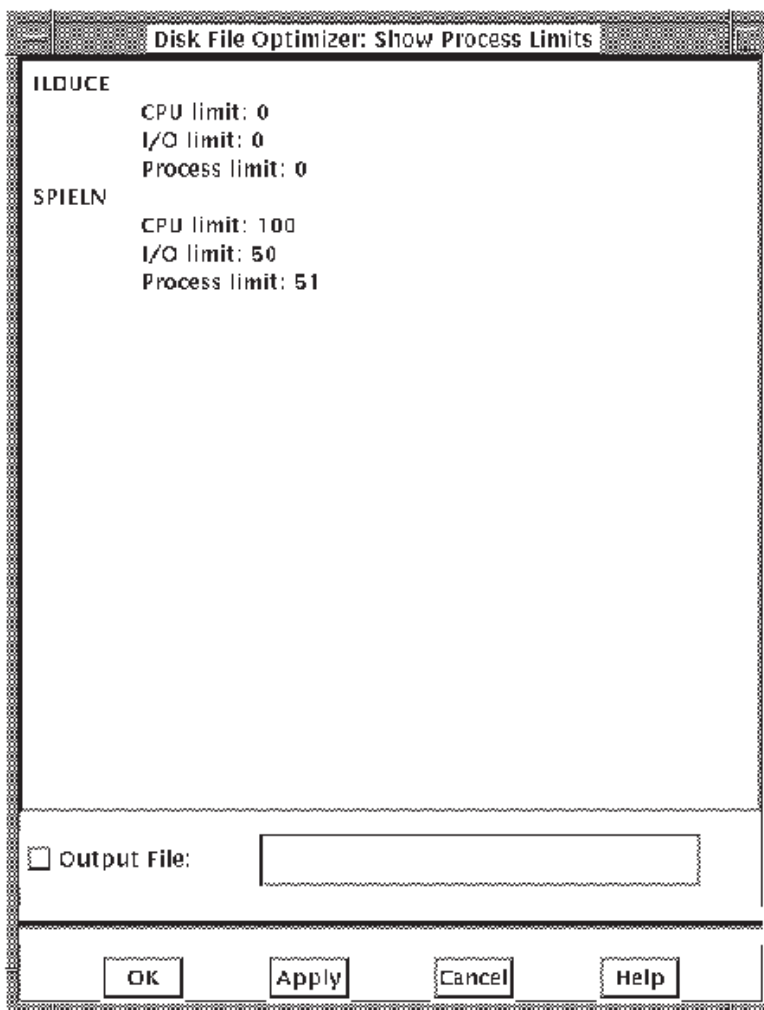 Disk File Optimizer: Show Process Limits
ILDUCE
CPU limit: 0
I/O limit: 0
Process limit: 0
SPIELN
CPU limit: 100
I/O limit: 50
Process limit: 51
Output File:
OK Apply Cancel Help